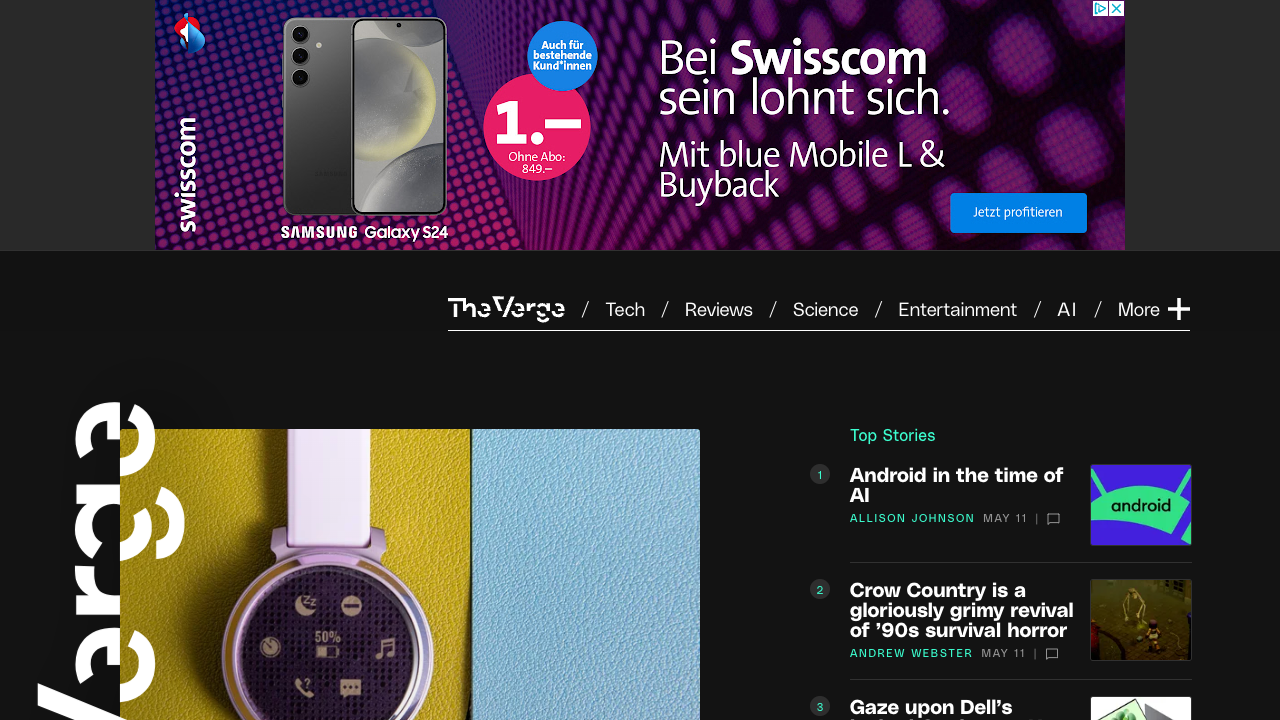 swisscom
SAMSUNG Galaxy S24
Auch für
bestehende
Kund*innen
1.–
Ohne Abo:
849.–
Bei Swisscom
sein lohnt sich.
Mit blue Mobile L &
Buyback
Jetzt profitieren
TheVerge / Tech / Reviews / Science / Entertainment / AI / More
Verge
50%
Top Stories
1
Android in the time of
AI
ALLISON JOHNSON MAY 11 |
android
2
Crow Country is a
gloriously grimy revival
of ’90s survival horror
ANDREW WEBSTER MAY 11 |
3
Gaze upon Dell’s